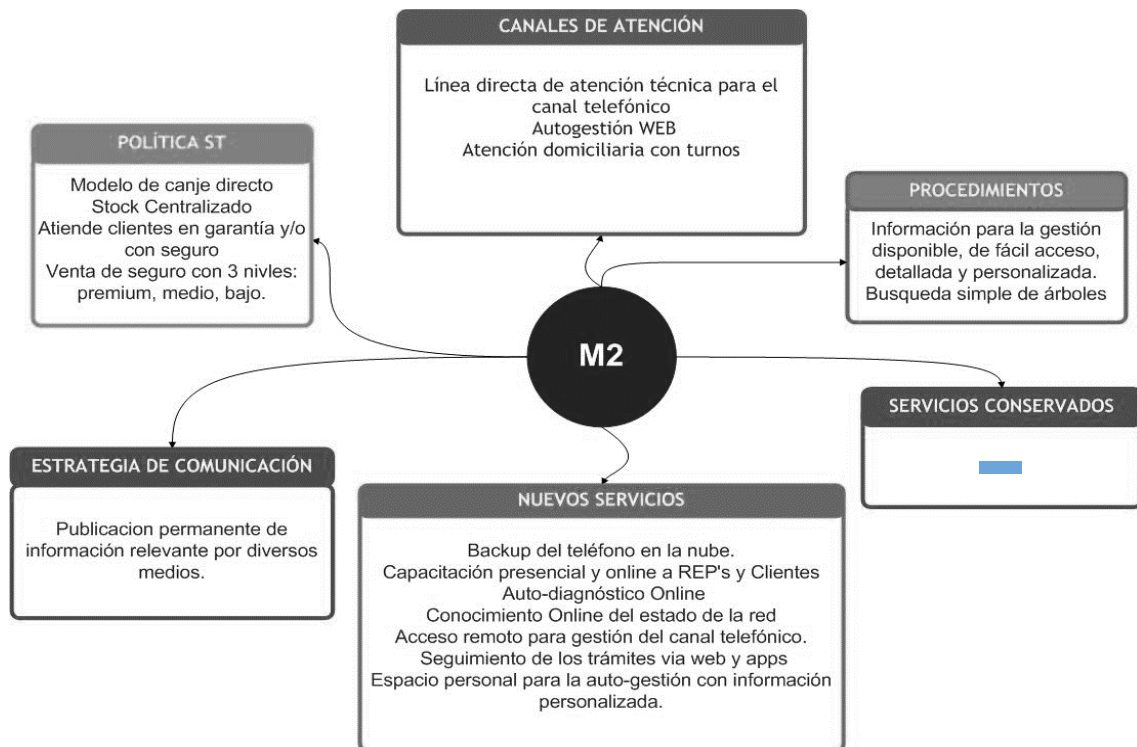 CANALES DE ATENCIÓN
Línea directa de atención técnica para el
canal telefónico
Autogestión WEB
Atención domiciliaria con turnos
POLÍTICA ST
Modelo de canje directo
Stock Centralizado
Atiende clientes en garantía y/o
con seguro
Venta de seguro con 3 nivles:
premium, medio, bajo.
PROCEDIMIENTOS
Información para la gestión
disponible, de fácil acceso,
detallada y personalizada.
Busqueda simple de árboles
M2
SERVICIOS CONSERVADOS
ESTRATEGIA DE COMUNICACIÓN
Publicacion permanente de
información relevante por diversos
medios.
NUEVOS SERVICIOS
Backup del teléfono en la nube.
Capacitación presencial y online a REP's y Clientes
Auto-diagnóstico Online
Conocimiento Online del estado de la red
Acceso remoto para gestión del canal telefónico.
Seguimiento de los trámites via web y apps
Espacio personal para la auto-gestión con información
personalizada.